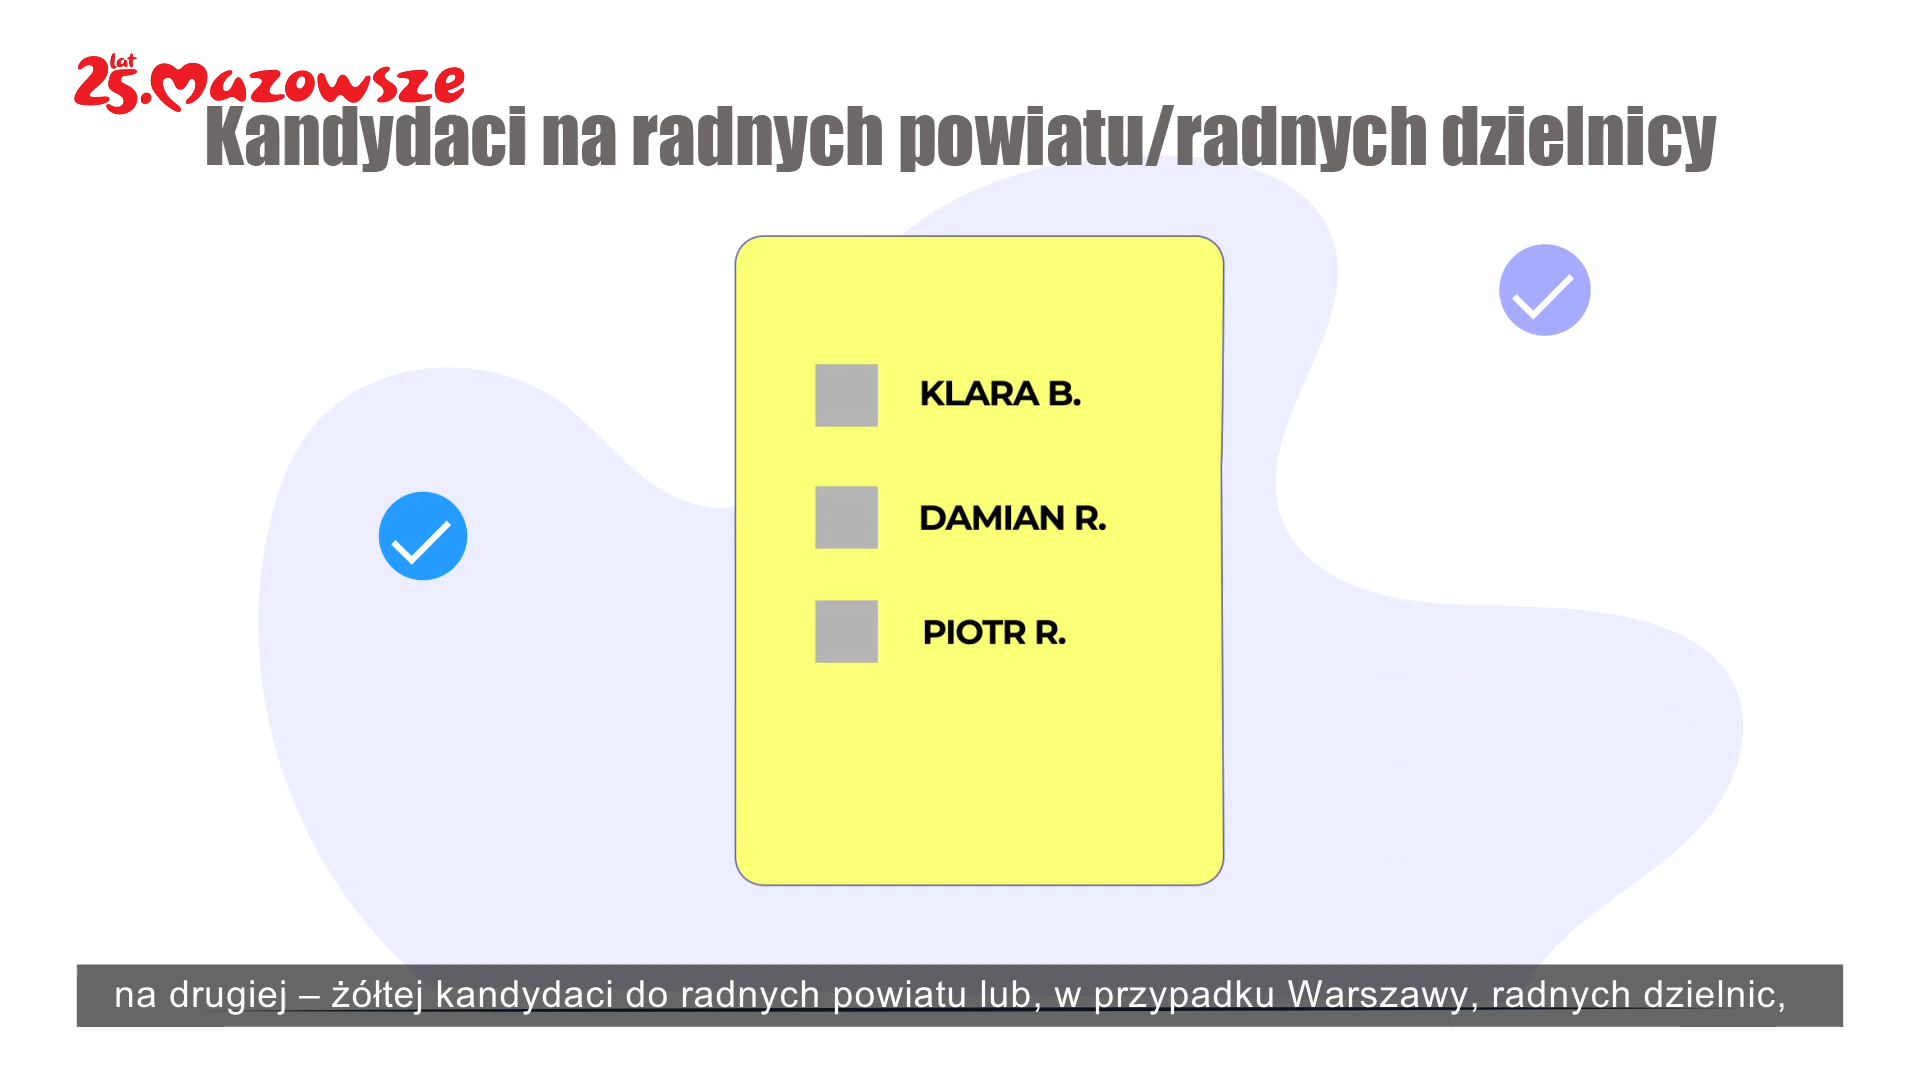 25 lat. Mazowsze
Kandydaci na radnych powiatu/radnych dzielnicy
KLARA B.
DAMIAN R.
PIOTR R.
na drugiej – żółtej kandydaci do radnych powiatu lub, w przypadku Warszawy, radnych dzielnic,